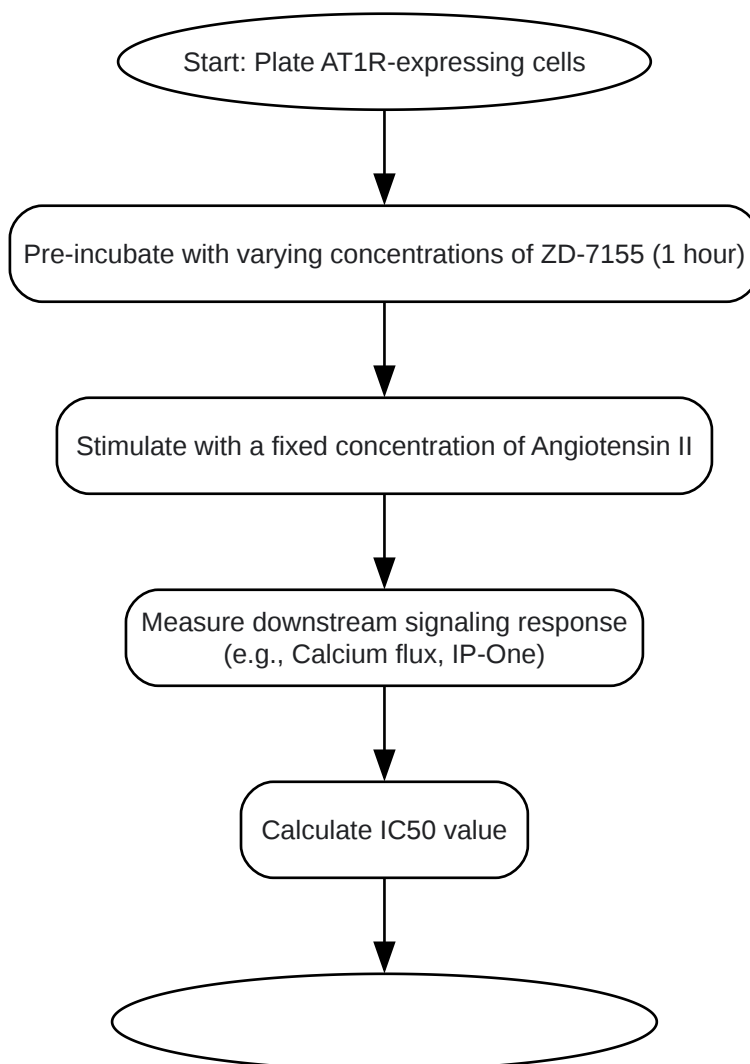 Start: Plate AT1R-expressing cells
Pre-incubate with varying concentrations of ZD-7155 (1 hour)
Stimulate with a fixed concentration of Angiotensin II
Measure downstream signaling response
(e.g., Calcium flux, IP-One)
Calculate IC50 value